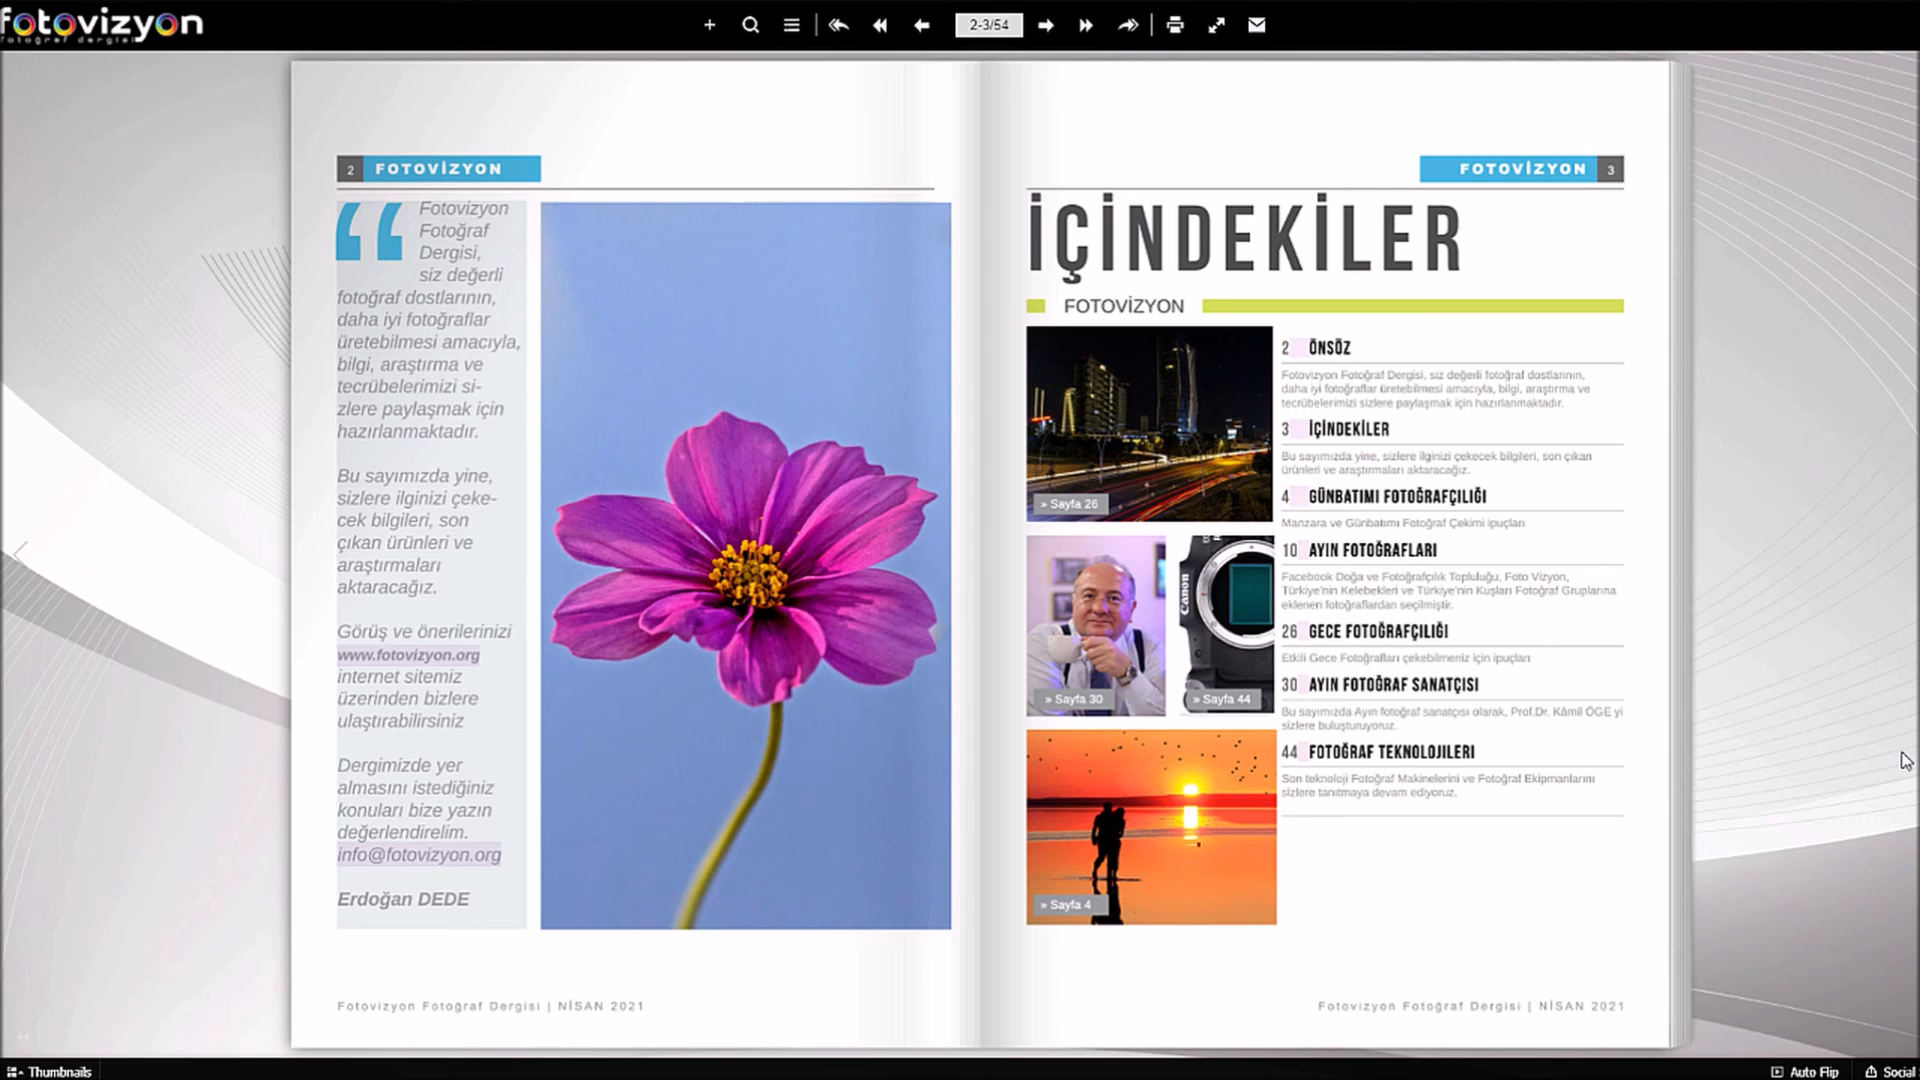 fotovizyon
fotoğraf dergisi
2-3/54
2 FOTOVİZYON
Fotovizyon
Fotoğraf
Dergisi,
siz değerli
fotoğraf dostlarının,
daha iyi fotoğraflar
üretebilmesi amacıyla,
bilgi, araştırma ve
tecrübelerimizi si-
zlere paylaşmak için
hazırlanmaktadır.
Bu sayımızda yine,
sizlere ilginizi çeke-
cek bilgileri, son
çıkan ürünleri ve
araştırmaları
aktaracağız.
Görüş ve önerilerinizi
www.fotovizyon.org
internet sitemiz
üzerinden bizlere
ulaştırabilirsiniz
Dergimizde yer
almasını istediğiniz
konuları bize yazın
değerlendirelim.
info@fotovizyon.org
Erdoğan DEDE
Fotovizyon Fotoğraf Dergisi | NİSAN 2021
FOTOVİZYON 3
İÇİNDEKİLER
FOTOVİZYON
» Sayfa 26
» Sayfa 30
Canon
» Sayfa 44
» Sayfa 4
2 ÖNSÖZ
Fotovizyon Fotoğraf Dergisi, siz değerli fotoğraf dostlarının,
daha iyi fotoğraflar üretebilmesi amacıyla, bilgi, araştırma ve
tecrübelerimizi sizlere paylaşmak için hazırlanmaktadır.
3 İÇİNDEKİLER
Bu sayımızda yine, sizlere ilginizi çekecek bilgileri, son çıkan
ürünleri ve araştırmaları aktaracağız.
4 GÜNBATIMI FOTOĞRAFÇILIĞI
Manzara ve Günbatımı Fotoğraf Çekimi ipuçları
10 AYIN FOTOĞRAFLARI
Facebook Doğa ve Fotoğrafçılık Topluluğu, Foto Vizyon,
Türkiye'nin Kelebekleri ve Türkiye'nin Kuşları Fotoğraf Gruplarına
eklenen fotoğraflardan seçilmiştir.
26 GECE FOTOĞRAFÇILIĞI
Etkili Gece Fotoğrafları çekebilmeniz için ipuçları
30 AYIN FOTOĞRAF SANATÇISI
Bu sayımızda Ayın fotoğraf sanatçısı olarak, Prof.Dr. Kâmil ÖGE yi
sizlere buluşturuyoruz.
44 FOTOĞRAF TEKNOLOJILERI
Son teknoloji Fotoğraf Makinelerini ve Fotoğraf Ekipmanlarını
sizlere tanıtmaya devam ediyoruz.
Fotovizyon Fotoğraf Dergisi | NİSAN 2021
Thumbnails
Auto Flip
Social